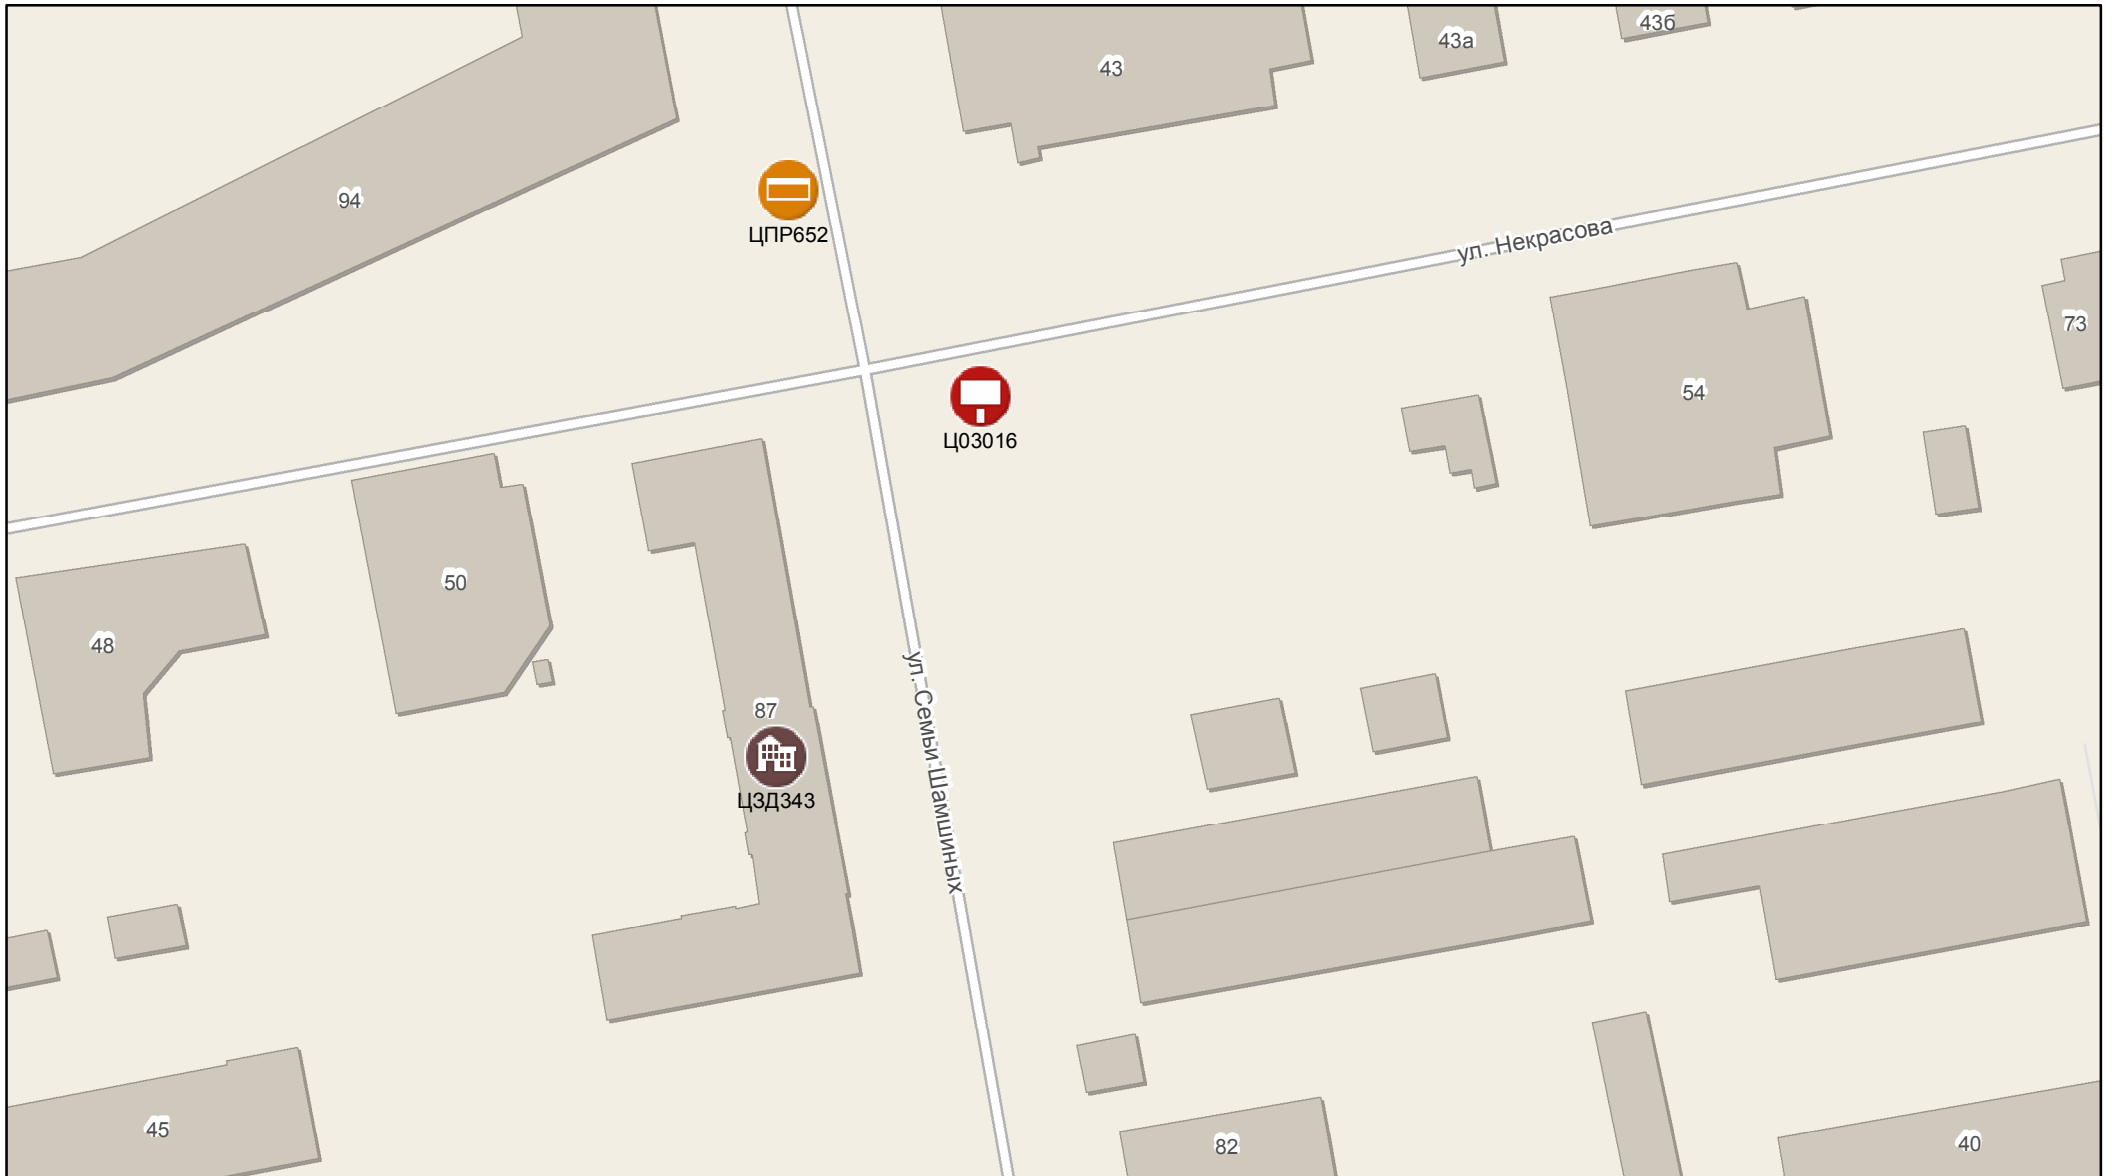 43б
43а
43
94
ЦПР652
ул. Некрасова
73
54
Ц03016
50
48
87
ЦЗД343
ул. Семьи Шамшиных
45
82
40